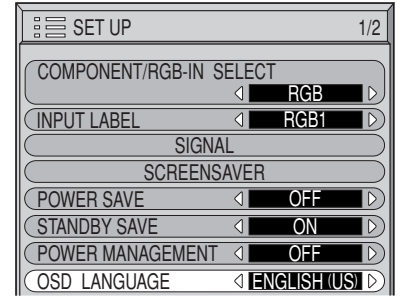 SET UP 1/2
COMPONENT/RGB-IN SELECT
RGB
INPUT LABEL RGB1
SIGNAL
SCREENSAVER
POWER SAVE OFF
STANDBY SAVE ON
POWER MANAGEMENT OFF
OSD LANGUAGE ENGLISH (US)